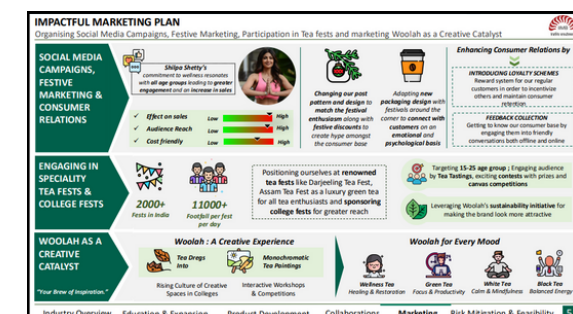 IMPACTFUL MARKETING PLAN
Organising Social Media Campaigns, Festive Marketing, Participation in Tea fests and marketing Woolah as a Creative Catalyst
SOCIAL MEDIA
CAMPAIGNS,
FESTIVE
MARKETING &
CONSUMER
RELATIONS
Shilpa Shetty's
commitment to wellness resonates
with all age groups leading to greater
engagement and an increase in sales
✓ Effect on sales Low High
✓ Audience Reach Low High
✓ Cost friendly Low High
Changing our past
pattern and design to
match the festival
enthusiasm along with
festive discounts to
create hype amongst
the consumer base
Adapting new
packaging design with
festivals around the
corner to connect with
customers on an
emotional and
psychological basis
Enhancing Consumer Relations by
INTRODUCING LOYALTY SCHEMES
Reward system for our regular
customers in order to incentivize
others and maintain consumer
retention
FEEDBACK COLLECTION
Getting to know our consumer base by
engaging them into friendly
conversations both offline and online
ENGAGING IN
SPECIALITY
TEA FESTS &
COLLEGE FESTS
2000+
Fests in India
11000+
Footfall per fest
per day
Positioning ourselves at renowned
tea fests like Darjeeling Tea Fest,
Assam Tea Fest as a luxury green tea
for all tea enthusiasts and sponsoring
college fests for greater reach
Targeting 15-25 age group ; Engaging audience
by Tea Tastings, exciting contests with prizes and
canvas competitions
Leveraging Woolah's sustainability initiative for
making the brand look more attractive
WOOLAH AS A
CREATIVE
CATALYST
"Your Brew of Inspiration."
Woolah : A Creative Experience
Tea Dregs
Into
Rising Culture of Creative
Spaces in Colleges
Monochromatic
Tea Paintings
Interactive Workshops
& Competitions
Woolah for Every Mood
Wellness Tea
Healing & Restoration
Green Tea
Focus & Productivity
White Tea
Calm & Mindfulness
Black Tea
Balanced Energy
Industry Overview Education & Expansion Product Development Collaborations Marketing Risk Mitigation & Feasibility 5